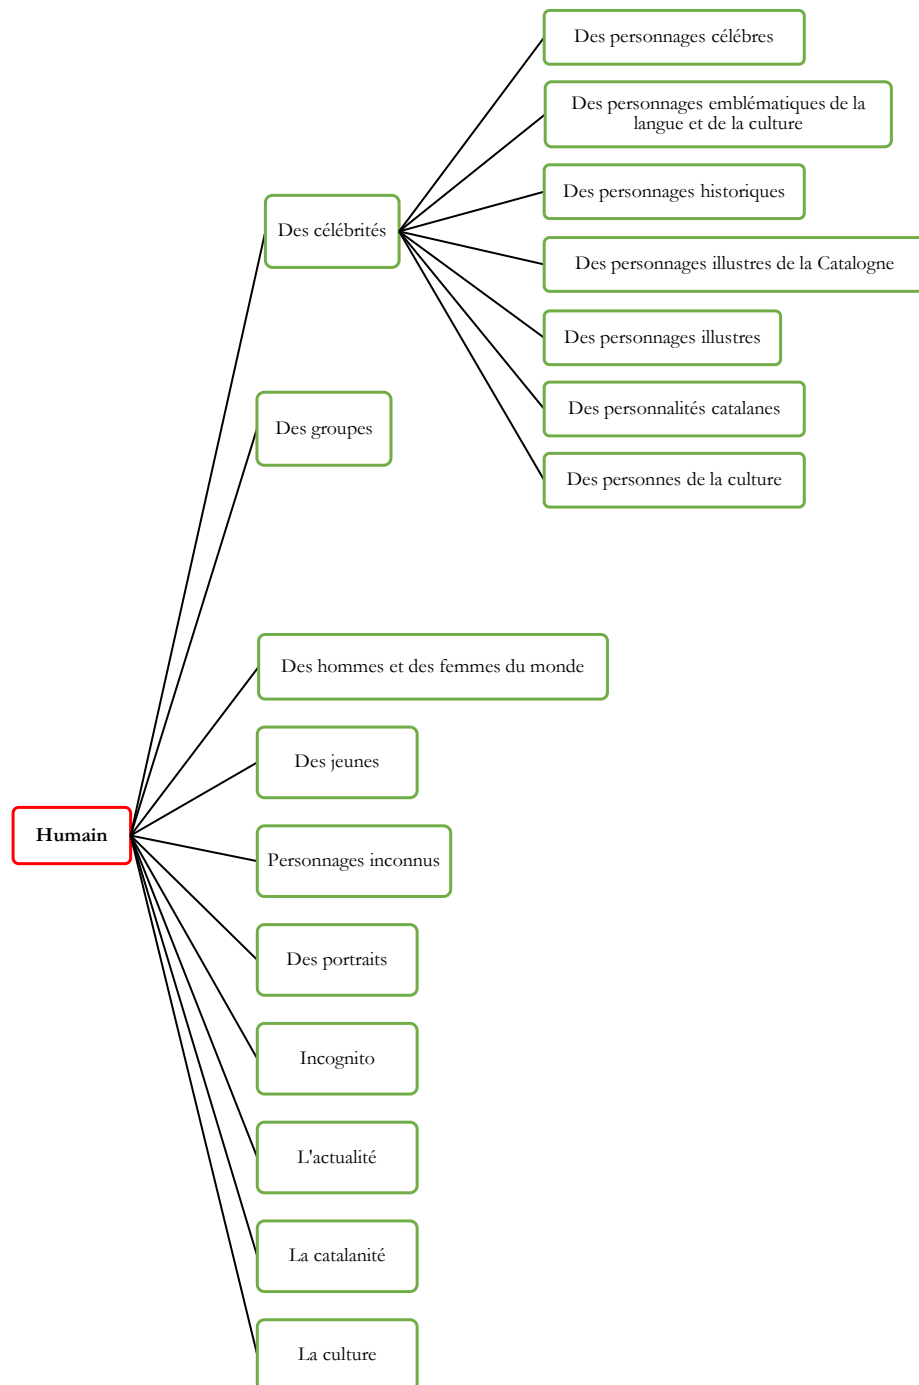 Des personnages célébres
Des personnages emblématiques de la
langue et de la culture
Des personnages historiques
Des célébrités
Des personnages illustres de la Catalogne
Des personnages illustres
Des personnalités catalanes
Des groupes
Des personnes de la culture
Des hommes et des femmes du monde
Des jeunes
Humain
Personnages inconnus
Des portraits
Incognito
L'actualité
La catalanité
La culture